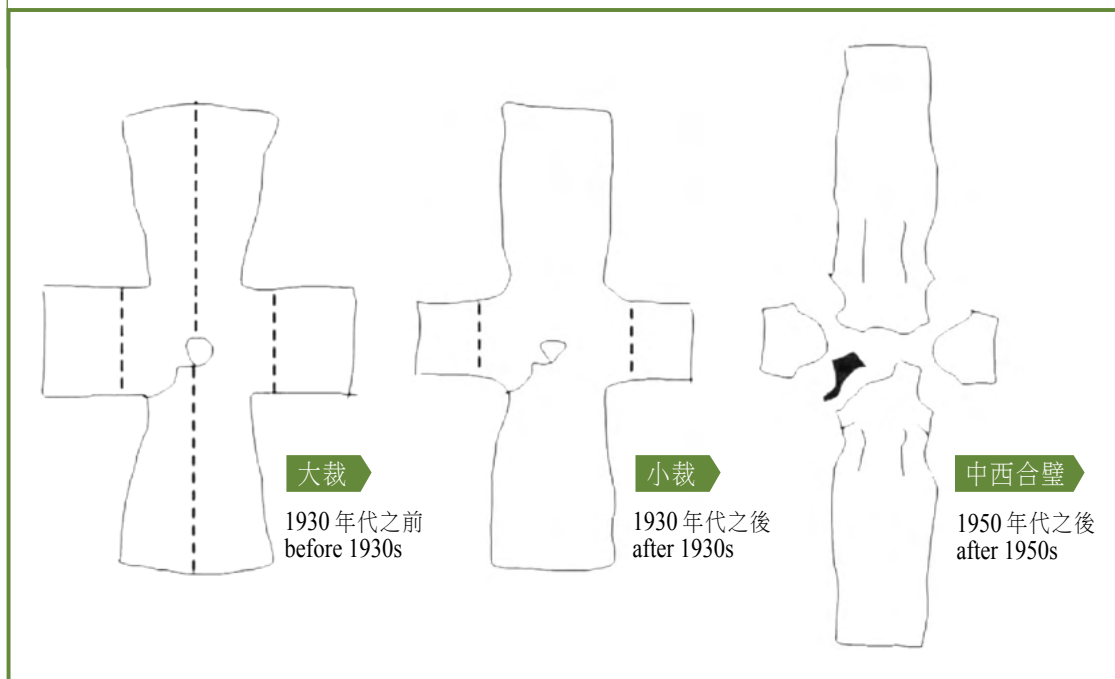 大裁
1930 年代之前
before 1930s
小裁
1930 年代之後
after 1930s
中西合璧
1950 年代之後
after 1950s